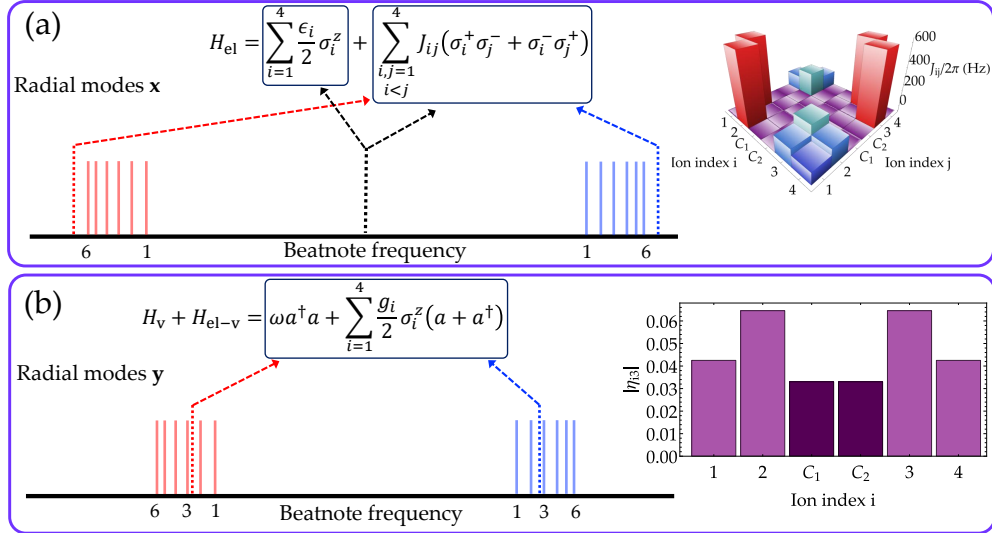 (a)
H_el = ∑_{i=1}^{4} ϵ_i/2 σ_i^z + ∑_{i,j=1, i<j}^{4} J_ij(σ_i^+ σ_j^- + σ_i^- σ_j^+)
Radial modes x
6 1 Beatnote frequency 1 6
600
400
200
0
J_ij/2π (Hz)
1 2 C₁ C₂ 3 4
Ion index i
1 2 C₁ C₂ 3 4
Ion index j
(b)
H_v + H_el−v = ωa†a + ∑_{i=1}^{4} g_i/2 σ_i^z(a + a†)
Radial modes y
6 3 1 Beatnote frequency 1 3 6
|η_i3|
0.06
0.05
0.04
0.03
0.02
0.01
0.00
1 2 C₁ C₂ 3 4
Ion index i